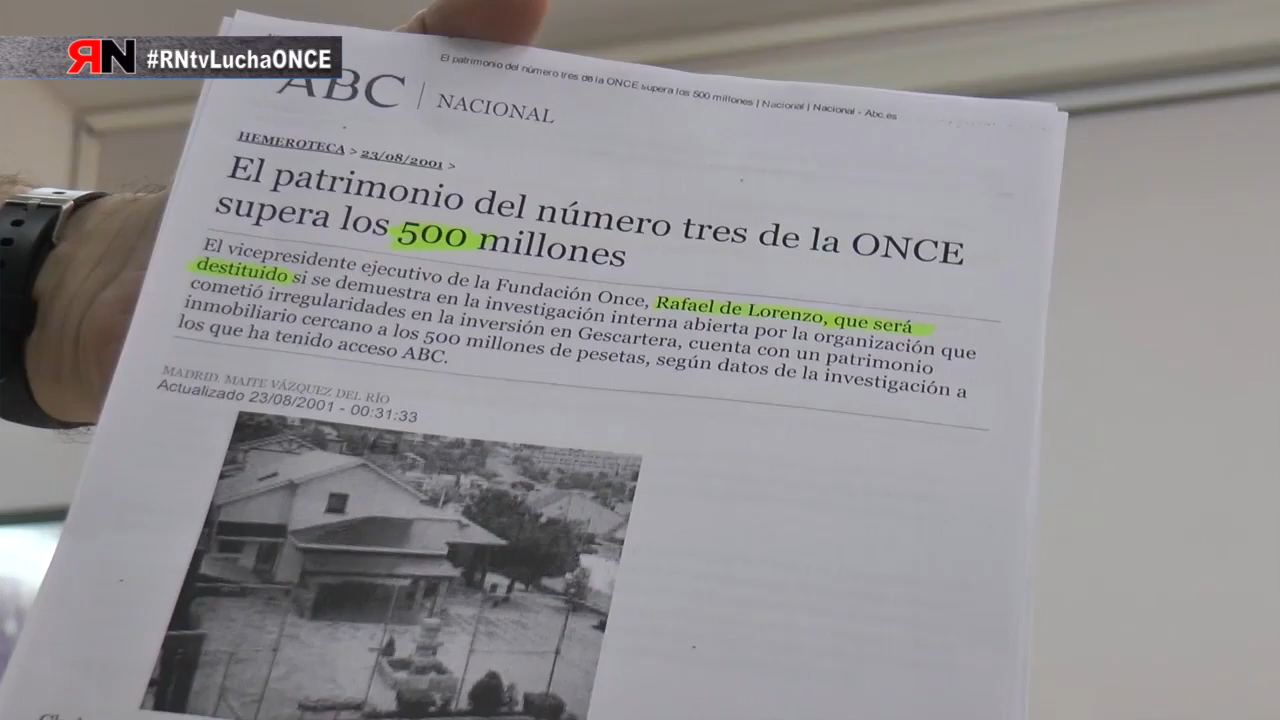 RN #RNtvLuchaONCE
El patrimonio del número tres de la ONCE supera los 500 millones | Nacional | Nacional - Abc.es
ABC | NACIONAL
HEMEROTECA > 23/08/2001 >
El patrimonio del número tres de la ONCE
supera los 500 millones
El vicepresidente ejecutivo de la Fundación Once, Rafael de Lorenzo, que será
destituido si se demuestra en la investigación interna abierta por la organización que
cometió irregularidades en la inversión en Gescartera, cuenta con un patrimonio
inmobiliario cercano a los 500 millones de pesetas, según datos de la investigación a
los que ha tenido acceso ABC.
MADRID. MAITE VÁZQUEZ DEL RÍO
Actualizado 23/08/2001 - 00:31:33